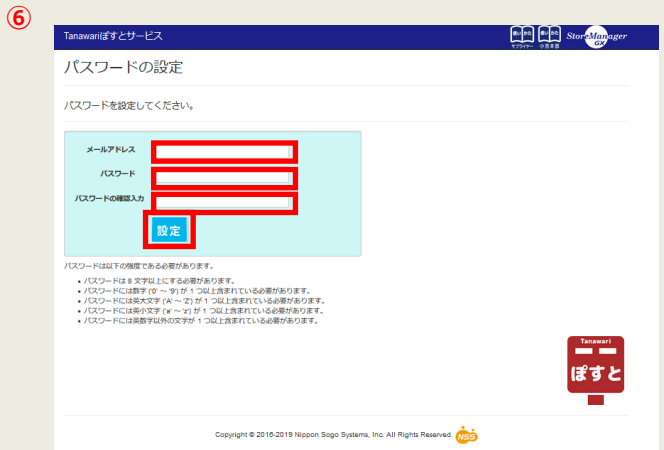 ⑥
Tanawariぽすとサービス
使いかた 使いかた StoreManager
サプライヤー 小売本部 GX
パスワードの設定
パスワードを設定してください。
メールアドレス
パスワード
パスワードの確認入力
設定
パスワードは以下の強度である必要があります。
• パスワードは 8 文字以上にする必要があります。
• パスワードには数字 ('0' ～ '9') が 1 つ以上含まれている必要があります。
• パスワードには英大文字 ('A' ～ 'Z') が 1 つ以上含まれている必要があります。
• パスワードには英小文字 ('a' ～ 'z') が 1 つ以上含まれている必要があります。
• パスワードには英数字以外の文字が 1 つ以上含まれている必要があります。
Tanawari
ぽすと
Copyright © 2016-2019 Nippon Sogo Systems, Inc. All Rights Reserved. NSS